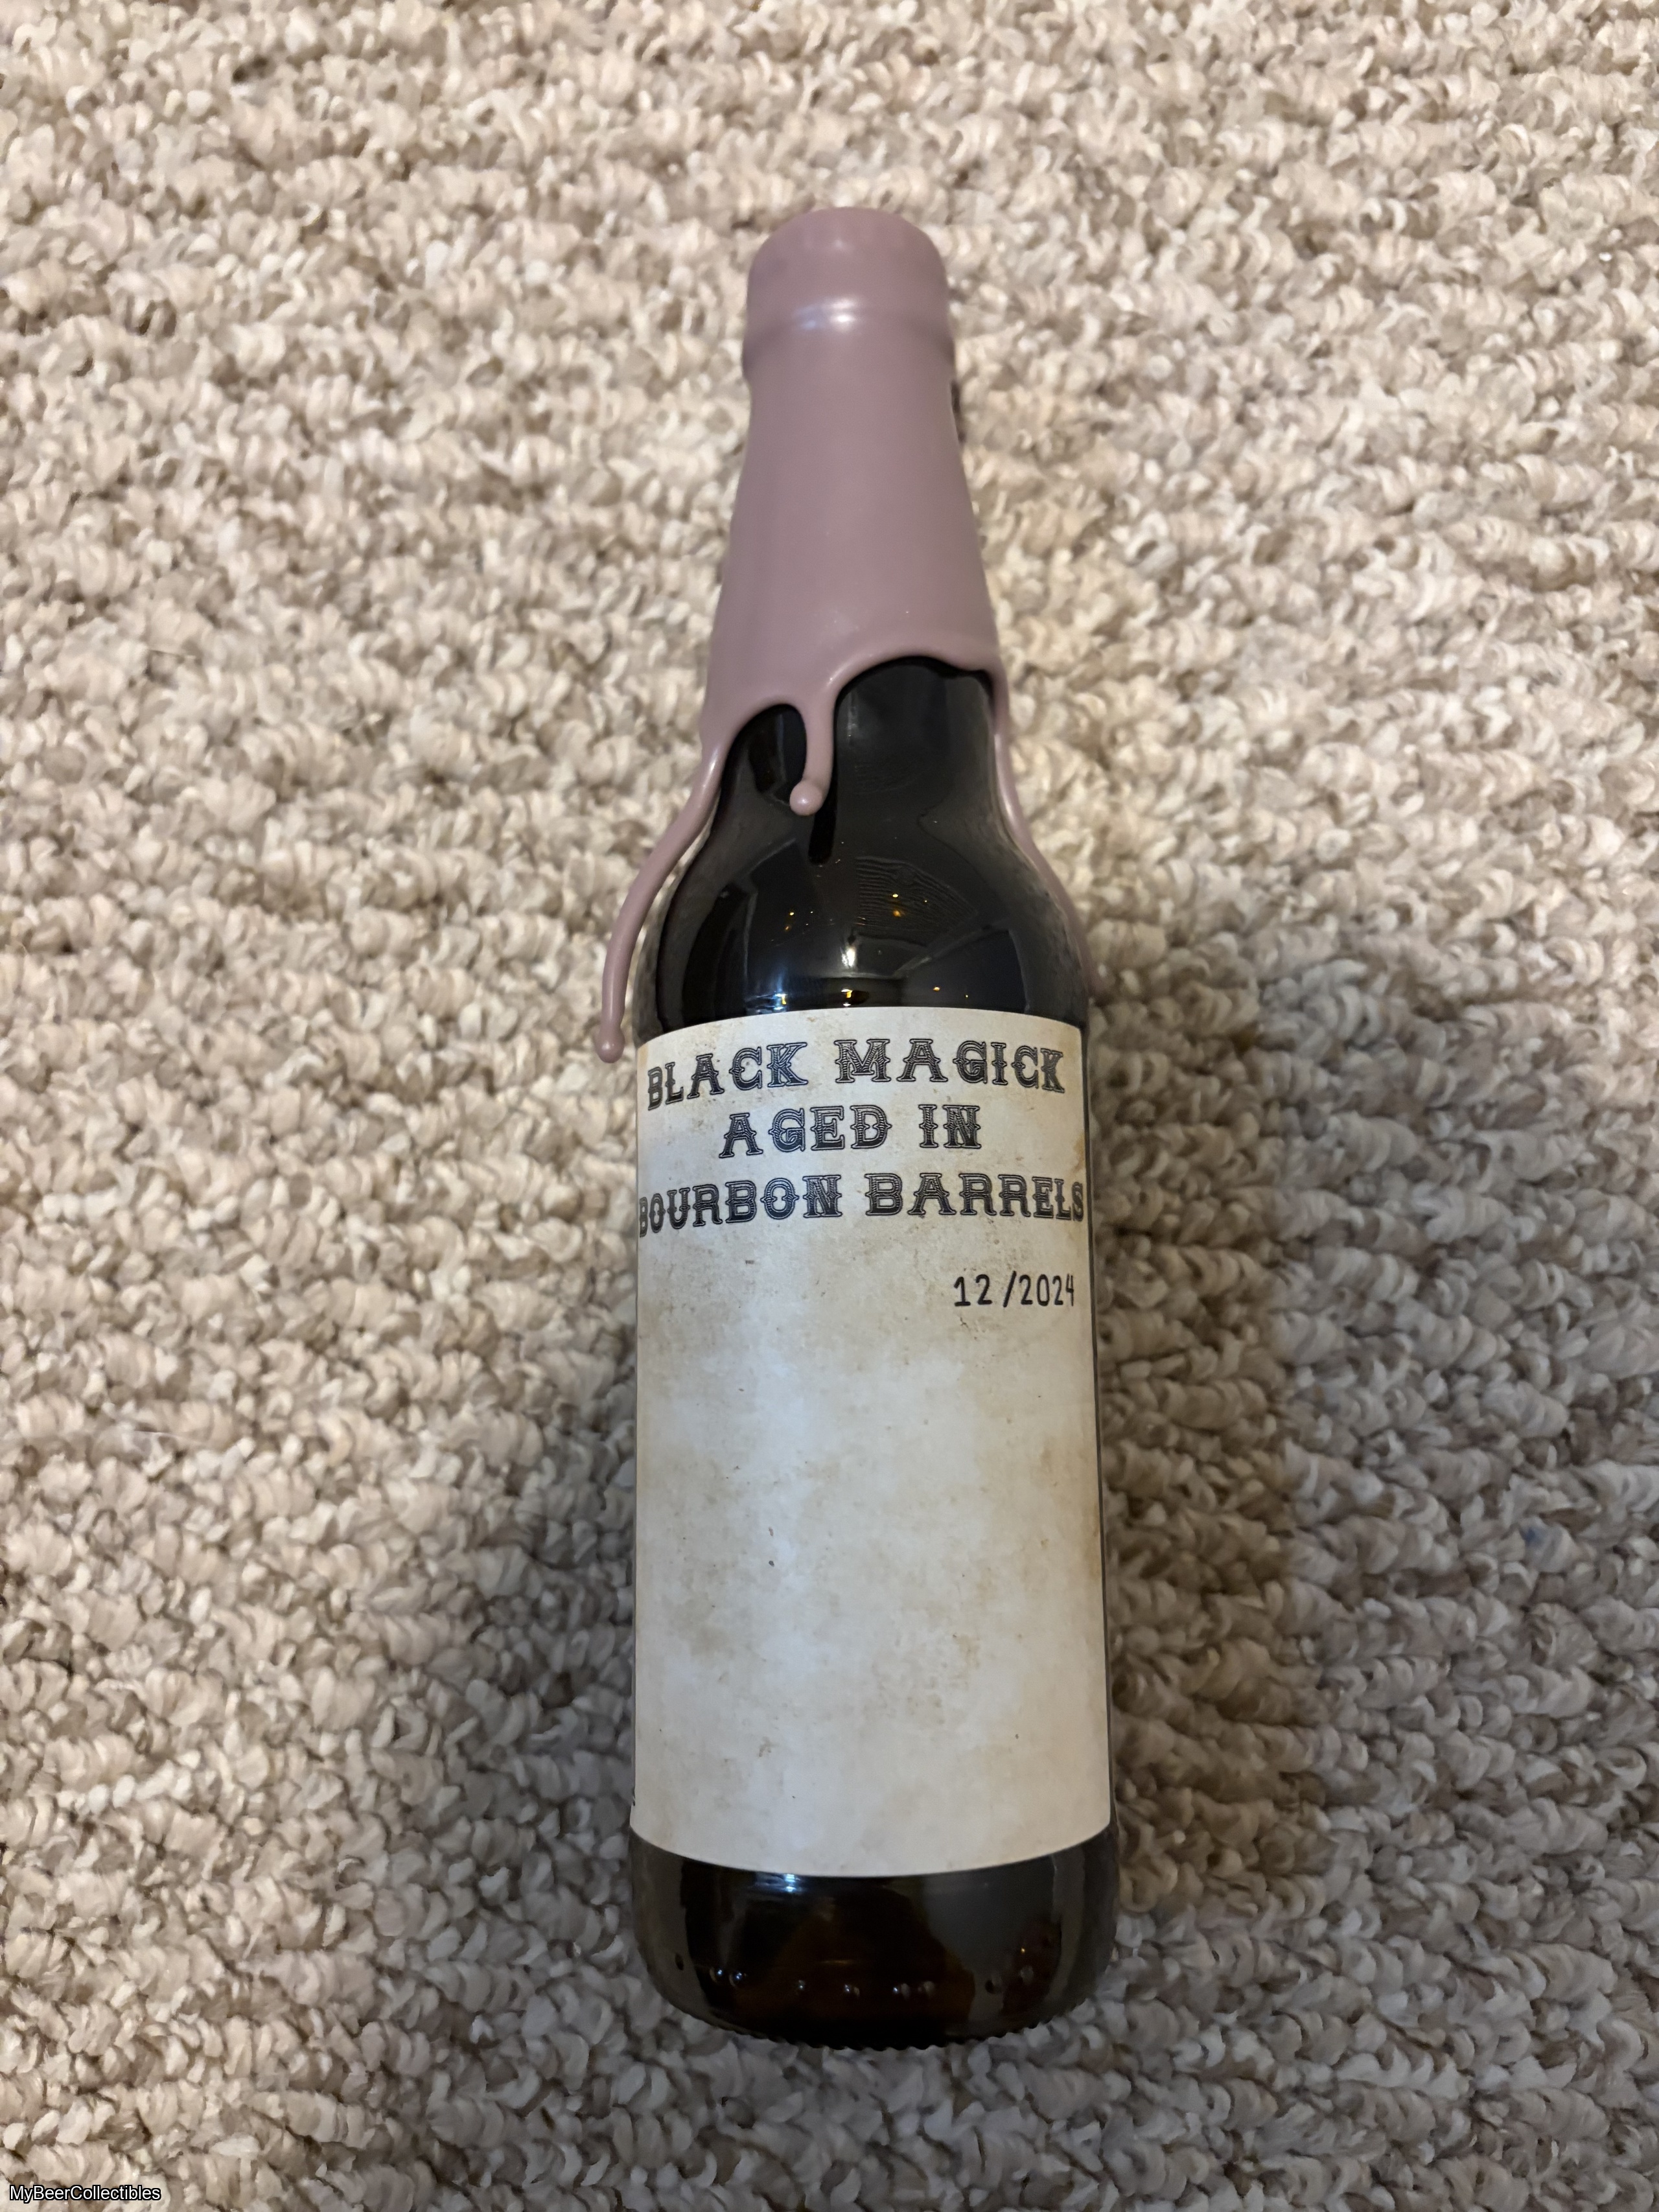 BLACK MAGICK
AGED IN
BOURBON BARRELS
12/2024
MyBeerCollectibles